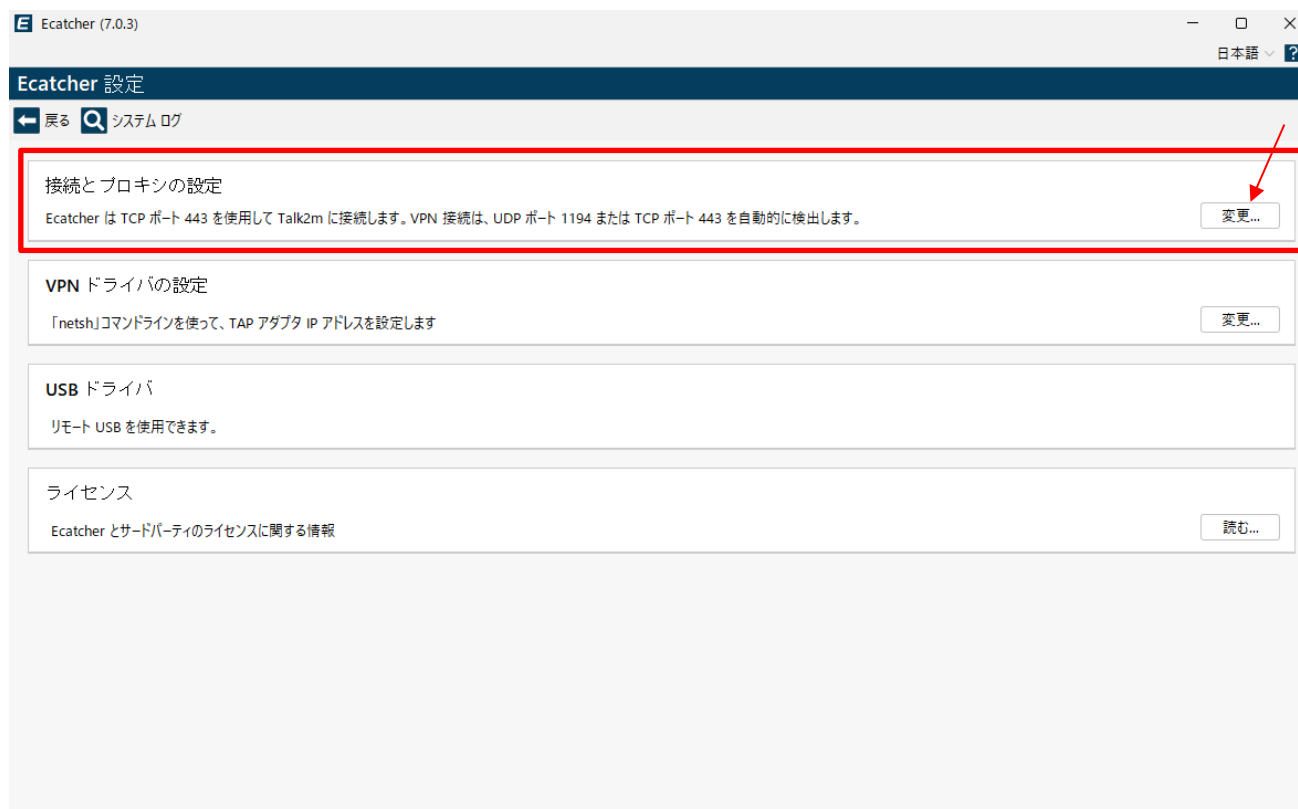 Ecatcher (7.0.3)
日本語
?
Ecatcher 設定
戻る システム ログ
接続とプロキシの設定
Ecatcher は TCP ポート 443 を使用して Talk2m に接続します。VPN 接続は、UDP ポート 1194 または TCP ポート 443 を自動的に検出します。
変更...
VPN ドライバの設定
「netsh」コマンドラインを使って、TAP アダプタ IP アドレスを設定します
変更...
USB ドライバ
リモート USB を使用できます。
ライセンス
Ecatcher とサードパーティのライセンスに関する情報
読む...